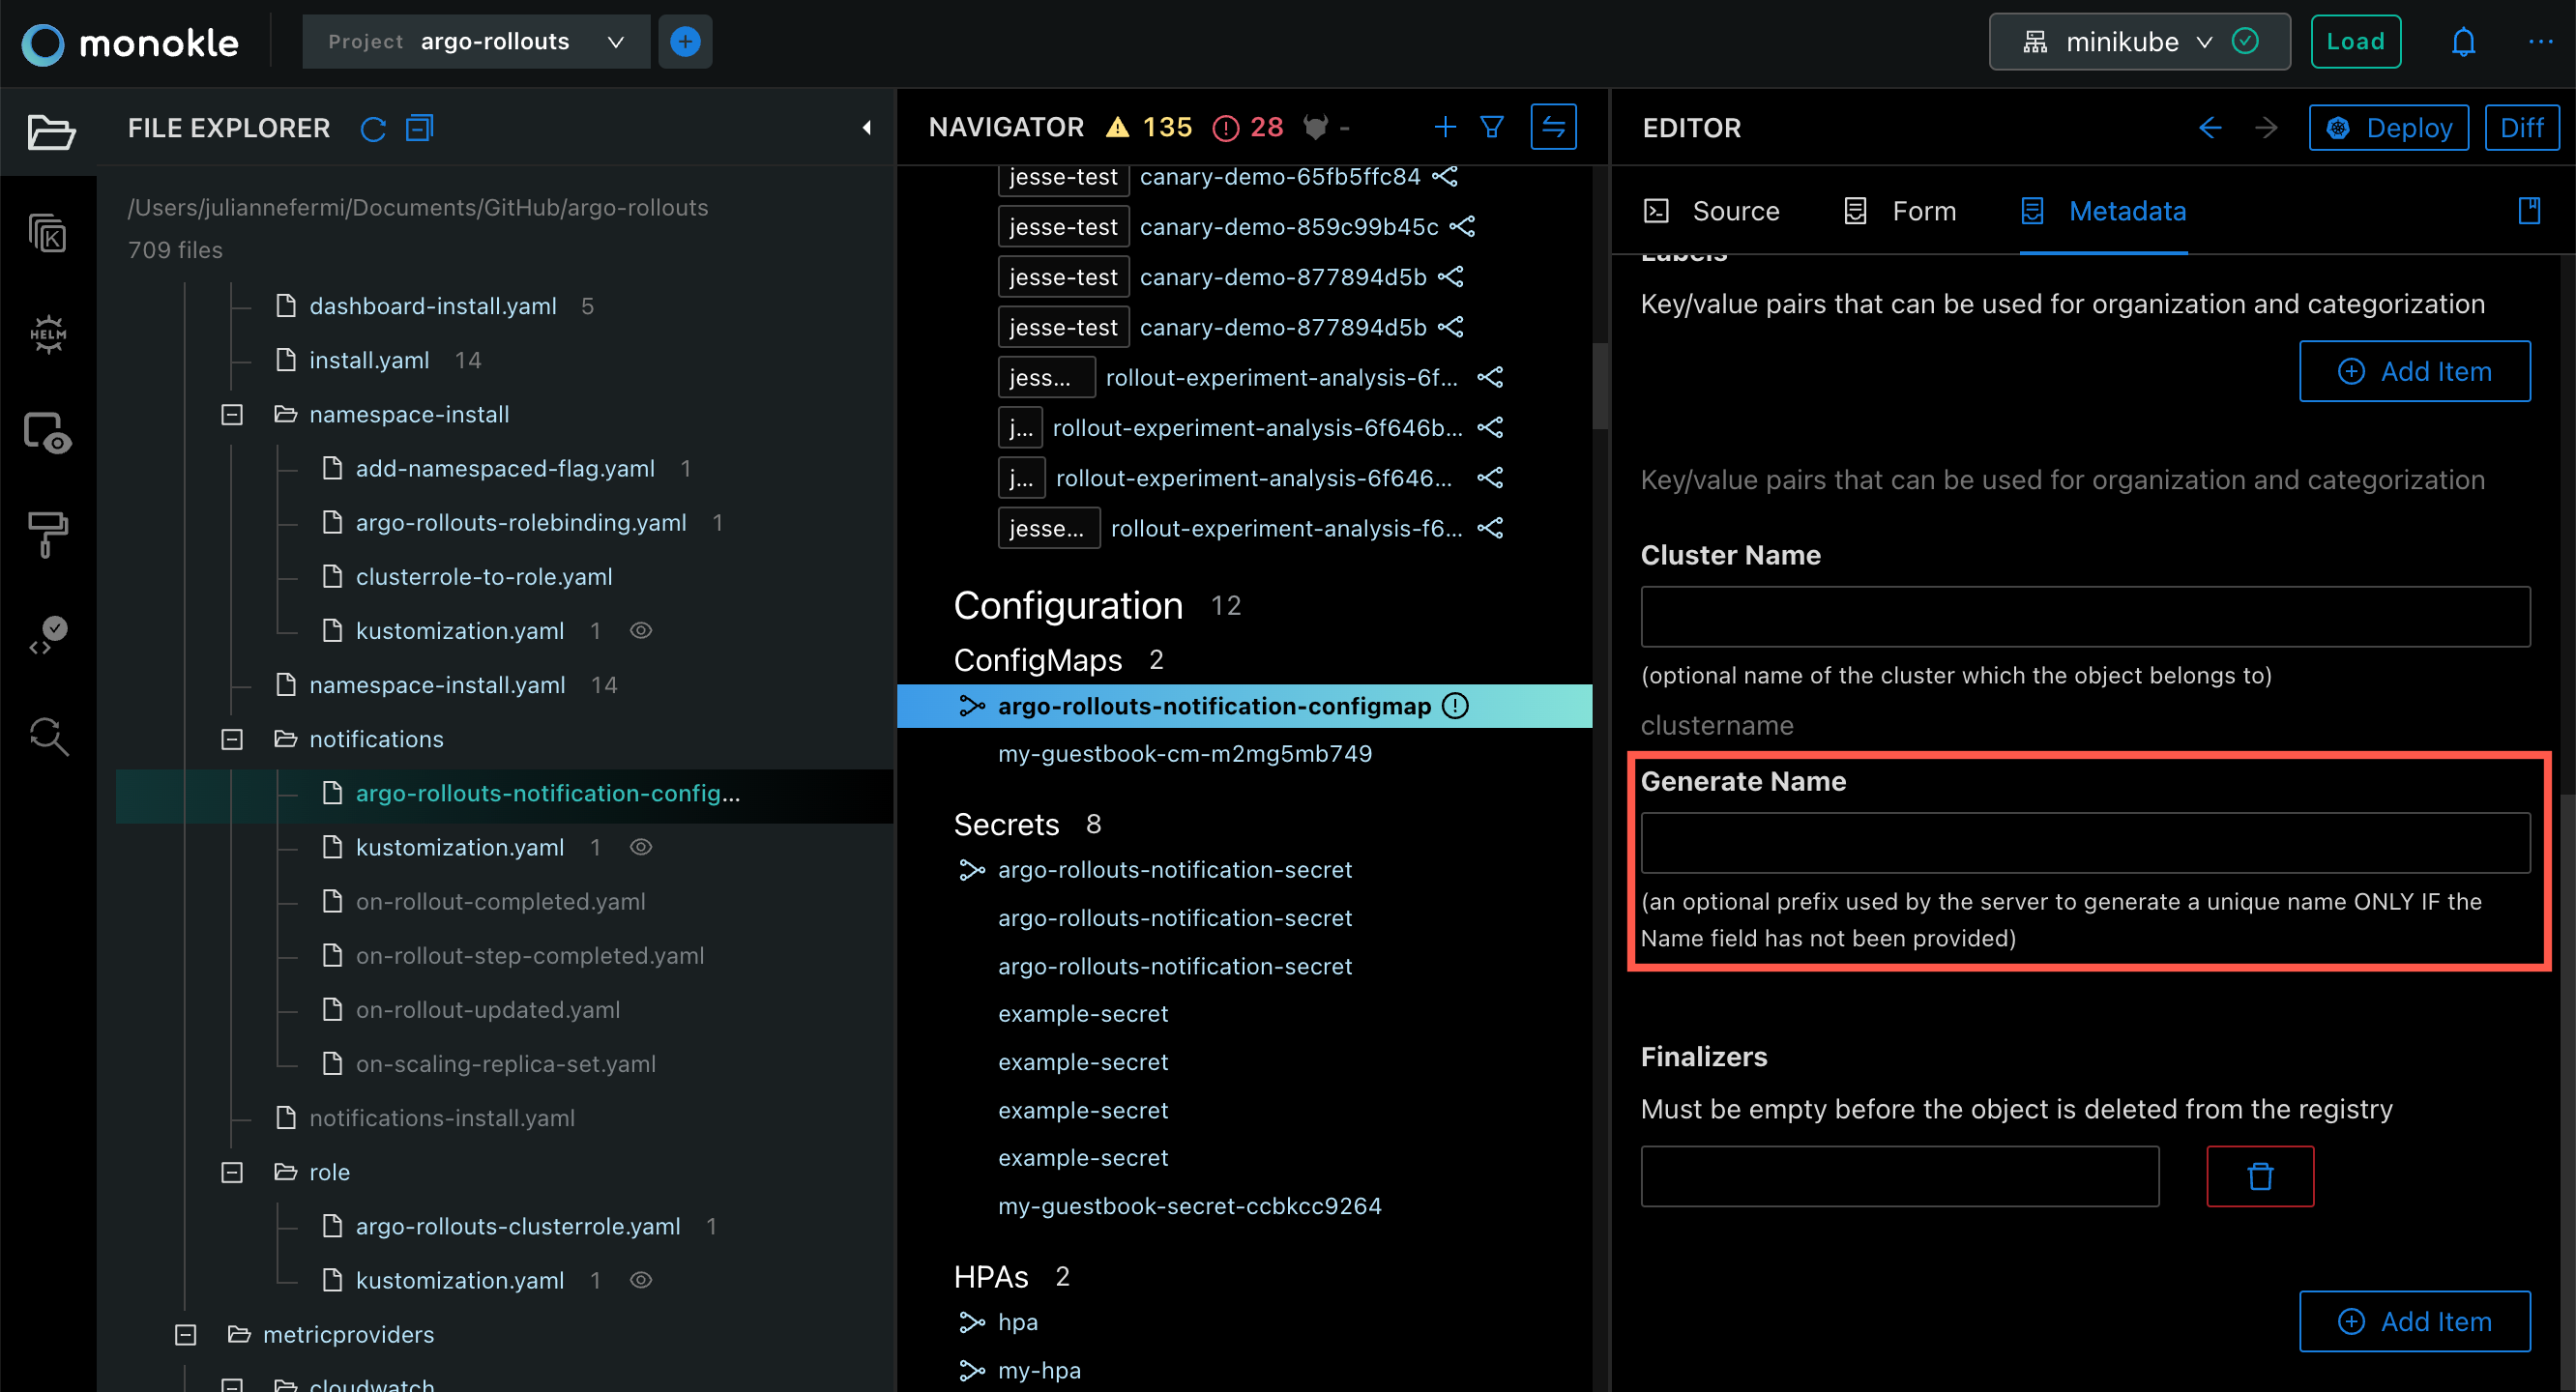 monokle
Project argo-rollouts
minikube
Load
FILE EXPLORER
/Users/juliannefermi/Documents/GitHub/argo-rollouts
709 files
dashboard-install.yaml 5
install.yaml 14
namespace-install
add-namespaced-flag.yaml 1
argo-rollouts-rolebinding.yaml 1
clusterrole-to-role.yaml
kustomization.yaml 1
namespace-install.yaml 14
notifications
argo-rollouts-notification-config...
kustomization.yaml 1
on-rollout-completed.yaml
on-rollout-step-completed.yaml
on-rollout-updated.yaml
on-scaling-replica-set.yaml
notifications-install.yaml
role
argo-rollouts-clusterrole.yaml 1
kustomization.yaml 1
metricproviders
cloudwatch
K
HELM
NAVIGATOR 135 28 -
jesse-test canary-demo-65fb5ffc84
jesse-test canary-demo-859c99b45c
jesse-test canary-demo-877894d5b
jesse-test canary-demo-877894d5b
jess... rollout-experiment-analysis-6f...
j... rollout-experiment-analysis-6f646b...
j... rollout-experiment-analysis-6f646...
jesse... rollout-experiment-analysis-f6...
Configuration 12
ConfigMaps 2
argo-rollouts-notification-configmap
my-guestbook-cm-m2mg5mb749
Secrets 8
argo-rollouts-notification-secret
argo-rollouts-notification-secret
argo-rollouts-notification-secret
example-secret
example-secret
example-secret
example-secret
my-guestbook-secret-ccbkcc9264
HPAs 2
hpa
my-hpa
EDITOR
Deploy
Diff
Source
Form
Metadata
Labels
Key/value pairs that can be used for organization and categorization
Add Item
Key/value pairs that can be used for organization and categorization
Cluster Name
(optional name of the cluster which the object belongs to)
clustername
Generate Name
(an optional prefix used by the server to generate a unique name ONLY IF the
Name field has not been provided)
Finalizers
Must be empty before the object is deleted from the registry
Add Item